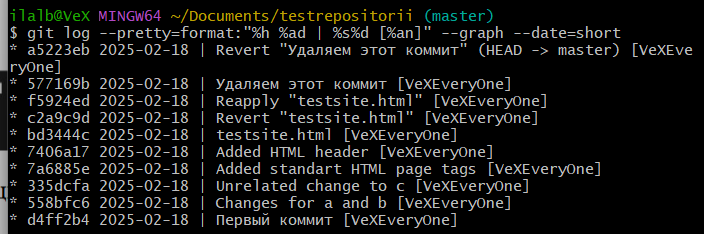 ilalb@VeX MINGW64 ~/Documents/testrepositorii (master)
$ git log --pretty=format:"%h %ad | %s%d [%an]" --graph --date=short
* a5223eb 2025-02-18 | Revert "Удаляем этот коммит" (HEAD -> master) [VeXEve
ryOne]
* 577169b 2025-02-18 | Удаляем этот коммит [VeXEveryOne]
* f5924ed 2025-02-18 | Reapply "testsite.html" [VeXEveryOne]
* c2a9c9d 2025-02-18 | Revert "testsite.html" [VeXEveryOne]
* bd3444c 2025-02-18 | testsite.html [VeXEveryOne]
* 7406a17 2025-02-18 | Added HTML header [VeXEveryOne]
* 7a6885e 2025-02-18 | Added standart HTML page tags [VeXEveryOne]
* 335dcfa 2025-02-18 | Unrelated change to c [VeXEveryOne]
* 558bfc6 2025-02-18 | Changes for a and b [VeXEveryOne]
* d4ff2b4 2025-02-18 | Первый коммит [VeXEveryOne]